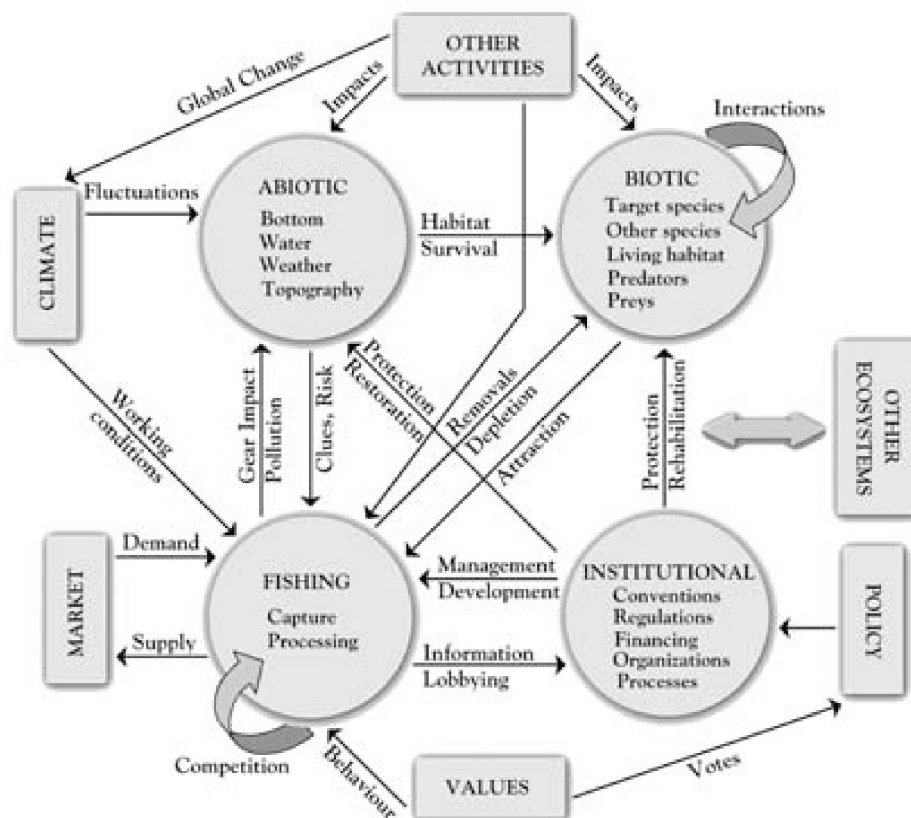 OTHER
ACTIVITIES
Global Change
Impacts
Impacts
Interactions
CLIMATE
Fluctuations
ABIOTIC
Bottom
Water
Weather
Topography
Habitat
Survival
BIOTIC
Target species
Other species
Living habitat
Predators
Preys
Working
conditions
Gear Impact
Pollution
Clues, Risk
Protection
Restoration
Removals
Depletion
Attraction
Protection
Rehabilitation
OTHER
ECOSYSTEMS
MARKET
Demand
Supply
FISHING
Capture
Processing
Management
Development
Information
Lobbying
INSTITUTIONAL
Conventions
Regulations
Financing
Organizations
Processes
POLICY
Competition
Behaviour
VALUES
Votes